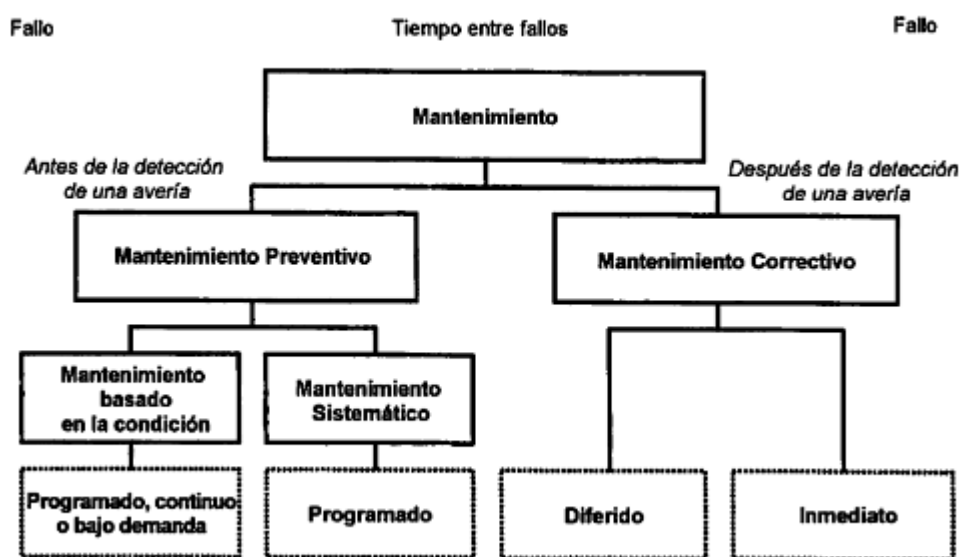 Fallo
Tiempo entre fallos
Fallo
Mantenimiento
Antes de la detección
de una avería
Después de la detección
de una avería
Mantenimiento Preventivo
Mantenimiento Correctivo
Mantenimiento
basado
en la condición
Mantenimiento
Sistemático
Programado, continuo
o bajo demanda
Programado
Diferido
Inmediato